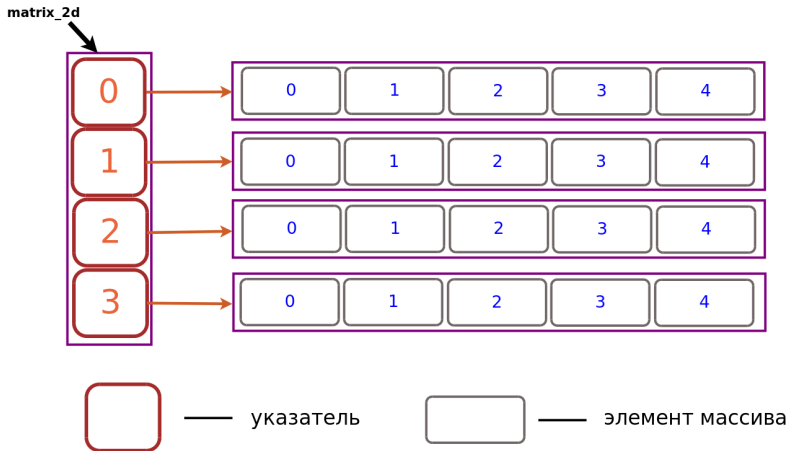 matrix_2d
0 0 1 2 3 4
1 0 1 2 3 4
2 0 1 2 3 4
3 0 1 2 3 4
указатель элемент массива